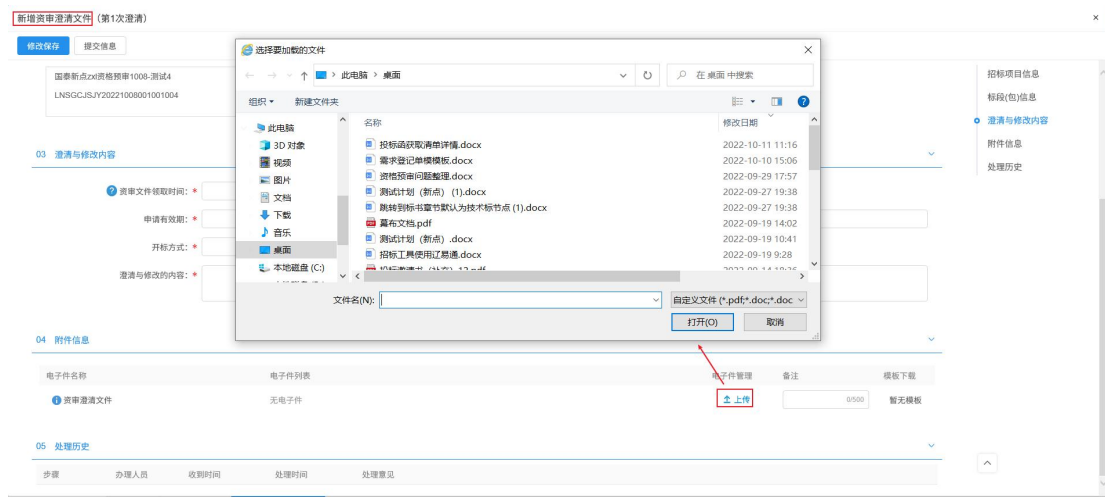 新增资审澄清文件 (第1次澄清)
修改保存 提交信息
国泰新点zxl资格预审1008-测试4
LNSGCJSJY20221008001001004
03 澄清与修改内容
资审文件领取时间: *
申请有效期: *
开标方式: *
澄清与修改的内容: *
选择要加载的文件
此电脑 > 桌面
在 桌面 中搜索
组织 新建文件夹
此电脑
3D 对象
视频
图片
文档
下载
音乐
桌面
本地磁盘 (C:)
名称 修改日期
投标函获取清单详情.docx 2022-10-11 11:16
需求登记单模模板.docx 2022-10-10 15:06
资格预审问题整理.docx 2022-09-29 17:57
测试计划（新点）(1).docx 2022-09-27 19:38
跳转到标书章节默认为技术标节点 (1).docx 2022-09-27 19:38
幕布文档.pdf 2022-09-19 14:02
测试计划（新点）.docx 2022-09-19 10:41
招标工具使用辽易通.docx 2022-09-19 9:28
文件名(N): 自定义文件 (*.pdf;*.doc;*.doc
打开(O) 取消
04 附件信息
电子件名称 电子件列表 电子件管理 备注 模板下载
资审澄清文件 无电子件 上传 0/500 暂无模板
05 处理历史
步骤 办理人员 收到时间 处理时间 处理意见
招标项目信息
标段(包)信息
澄清与修改内容
附件信息
处理历史